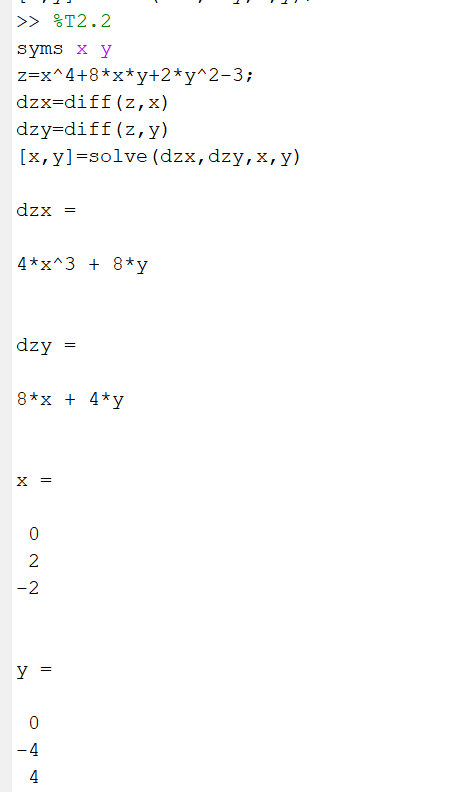 >> %T2.2
syms x y
z=x^4+8*x*y+2*y^2-3;
dzx=diff(z,x)
dzy=diff(z,y)
[x,y]=solve(dzx,dzy,x,y)
dzx =
4*x^3 + 8*y
dzy =
8*x + 4*y
x =
0
2
-2
y =
0
-4
4